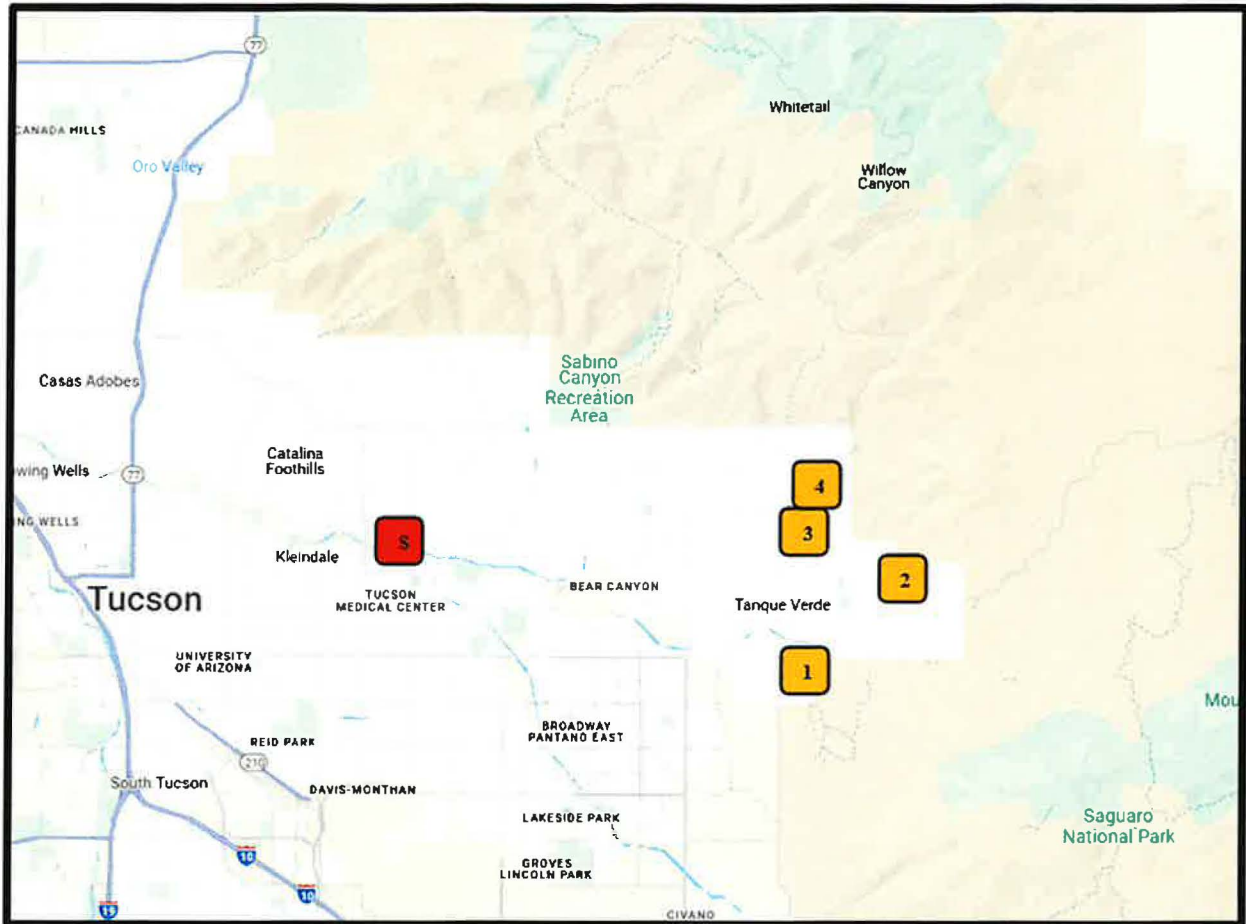 77
Whitetail
CANADA HILLS
Oro Valley
Willow
Canyon
Sabino
Canyon
Recreation
Area
Casas Adobes
Catalina
Foothills
owing Wells
77
4
NG WELLS
3
S
Kleindale
2
BEAR CANYON
TUCSON
MEDICAL CENTER
Tucson
Tanque Verde
UNIVERSITY
OF ARIZONA
1
Mou
BROADWAY
PANTANO EAST
REID PARK
210
South Tucson
DAVIS-MONTHAN
LAKESIDE PARK
Saguaro
National Park
10
GROVES
LINCOLN PARK
10
19
CIVANO